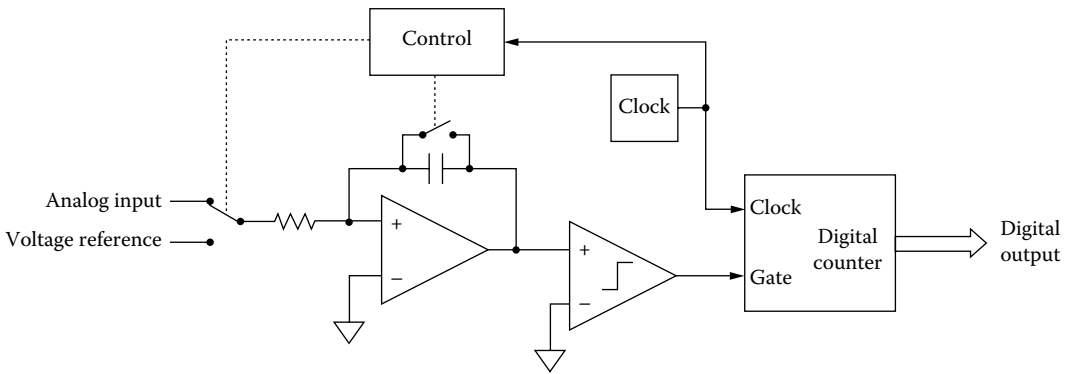 Control
Clock
Analog input
Voltage reference
+
−
+
−
Clock
Digital
counter
Gate
Digital
output